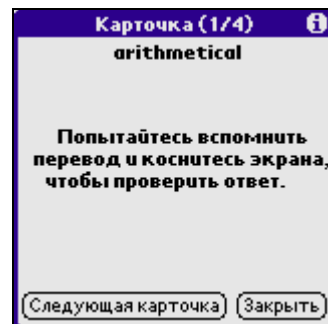 Карточка (1/4)
arithmetical
Попытайтесь вспомнить
перевод и коснитесь экрана,
чтобы проверить ответ.
Следующая карточка Закрыть